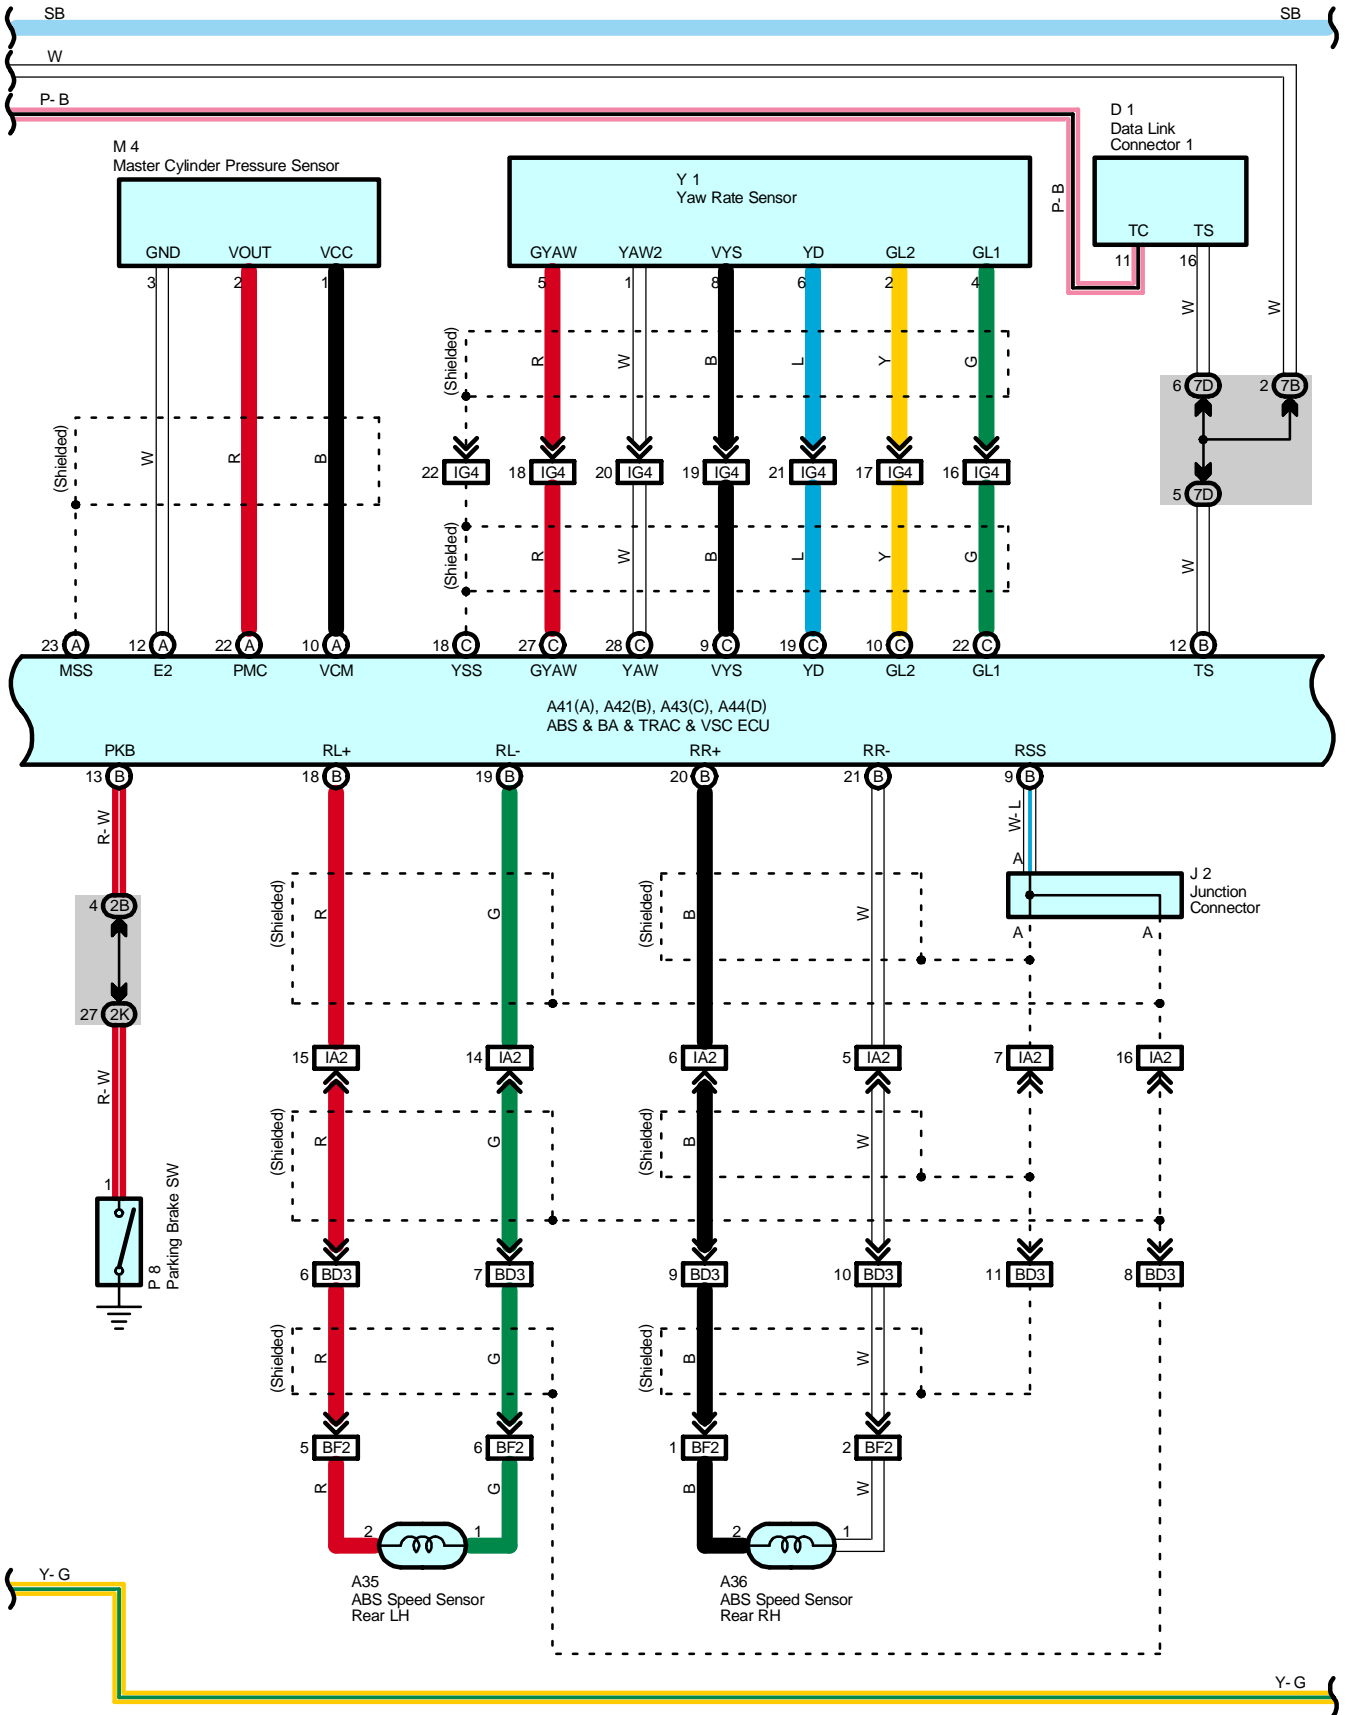 SB SB
W
P- B
D 1
Data Link
Connector 1
M 4
Master Cylinder Pressure Sensor
Y 1
Yaw Rate Sensor
P- B
TC TS
GND VOUT VCC
GYAW YAW2 VYS YD GL2 GL1
11 16
3 2 1
5 1 8 6 2 4
W W
(Shielded)
R W B L Y G
6 7D 2 7B
(Shielded)
W R B
22 IG4 18 IG4 20 IG4 19 IG4 21 IG4 17 IG4 16 IG4
5 7D
(Shielded)
R W B L Y G
W
23 A 12 A 22 A 10 A 18 C 27 C 28 C 9 C 19 C 10 C 22 C 12 B
MSS E2 PMC VCM YSS GYAW YAW VYS YD GL2 GL1 TS
A41(A), A42(B), A43(C), A44(D)
ABS & BA & TRAC & VSC ECU
PKB RL+ RL- RR+ RR- RSS
13 B 18 B 19 B 20 B 21 B 9 B
R- W
W- L
A
J 2
Junction
Connector
4 2B
(Shielded)
R G
(Shielded)
B W
A A
27 2K
15 IA2 14 IA2 6 IA2 5 IA2 7 IA2 16 IA2
R- W
(Shielded)
R G
(Shielded)
B W
1
P 8
Parking Brake SW
6 BD3 7 BD3 9 BD3 10 BD3 11 BD3 8 BD3
(Shielded)
R G
(Shielded)
B W
5 BF2 6 BF2 1 BF2 2 BF2
R G B W
2 1 2 1
A35
ABS Speed Sensor
Rear LH
A36
ABS Speed Sensor
Rear RH
Y- G
Y- G